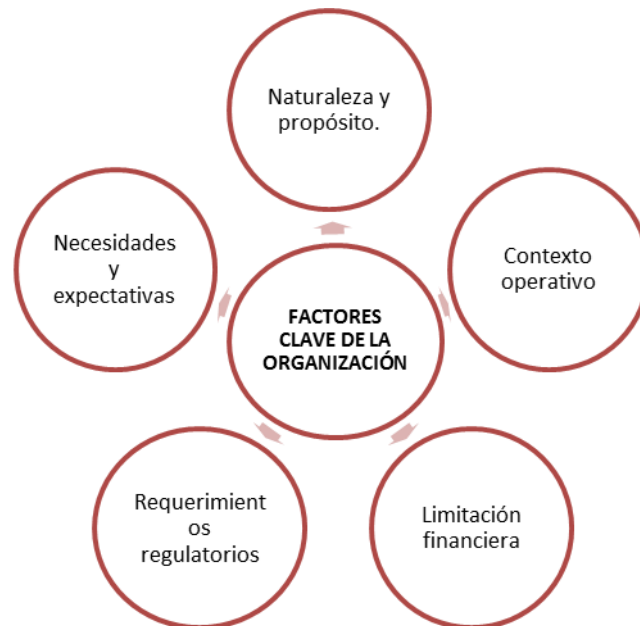 Naturaleza y
propósito.
Necesidades
y
expectativas
Contexto
operativo
FACTORES
CLAVE DE LA
ORGANIZACIÓN
Requerimient
os
regulatorios
Limitación
financiera